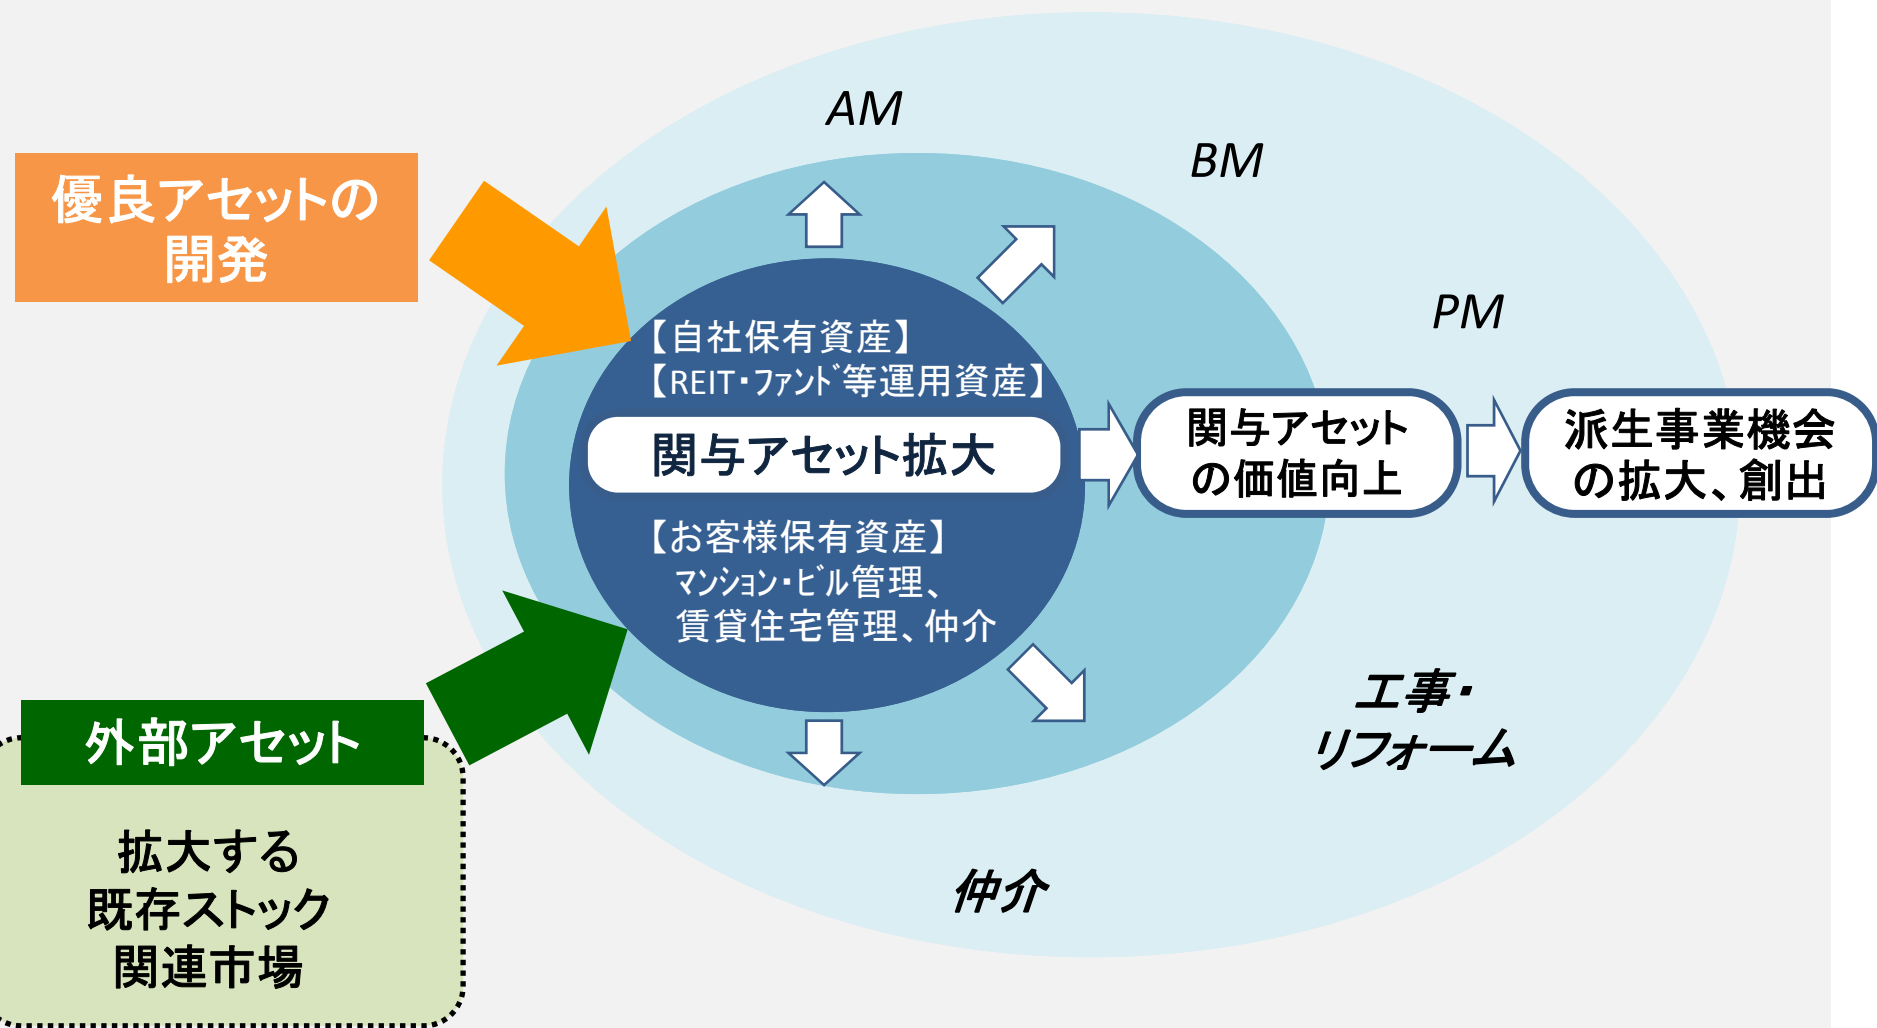 AM
BM
優良アセットの
開発
PM
【自社保有資産】
【REIT・ファンド等運用資産】
関与アセット拡大
関与アセット
の価値向上
派生事業機会
の拡大、創出
【お客様保有資産】
マンション・ビル管理、
賃貸住宅管理、仲介
工事・
リフォーム
外部アセット
拡大する
既存ストック
関連市場
仲介